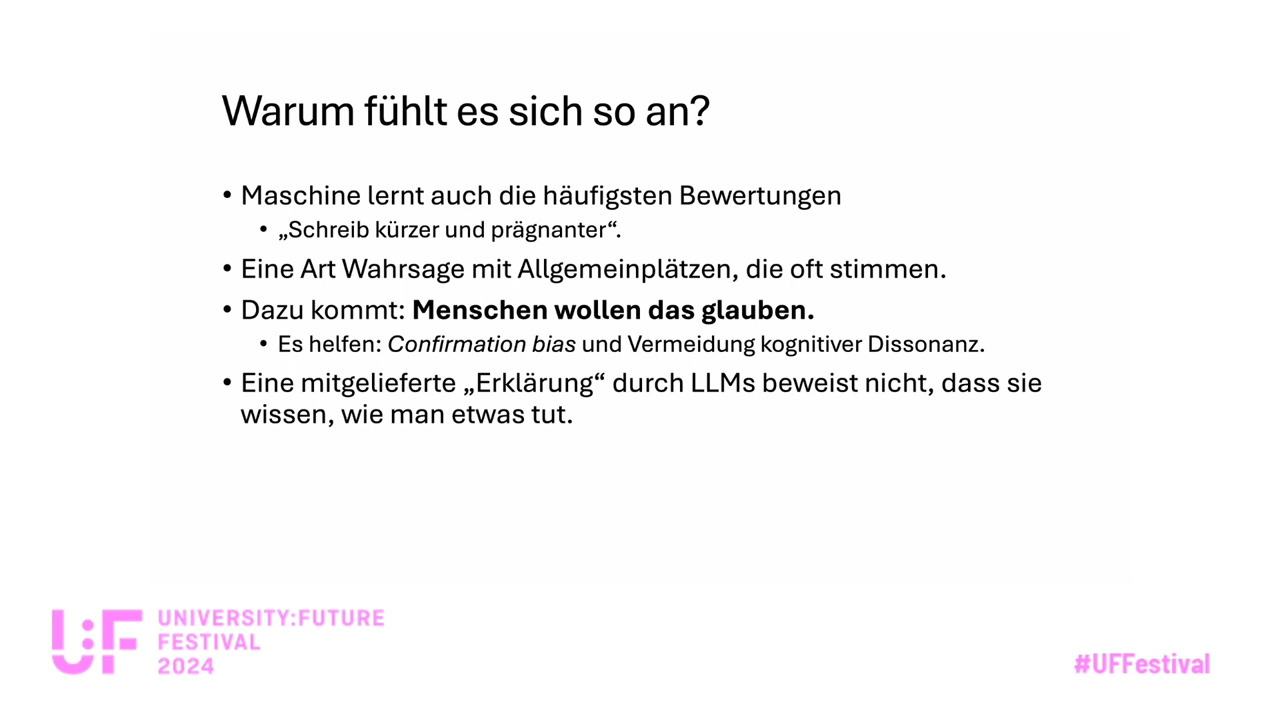 Warum fühlt es sich so an?
• Maschine lernt auch die häufigsten Bewertungen
• „Schreib kürzer und prägnanter“.
• Eine Art Wahrsage mit Allgemeinplätzen, die oft stimmen.
• Dazu kommt: Menschen wollen das glauben.
• Es helfen: Confirmation bias und Vermeidung kognitiver Dissonanz.
• Eine mitgelieferte „Erklärung“ durch LLMs beweist nicht, dass sie
wissen, wie man etwas tut.
U:F
UNIVERSITY:FUTURE
FESTIVAL
2024
#UFFestival